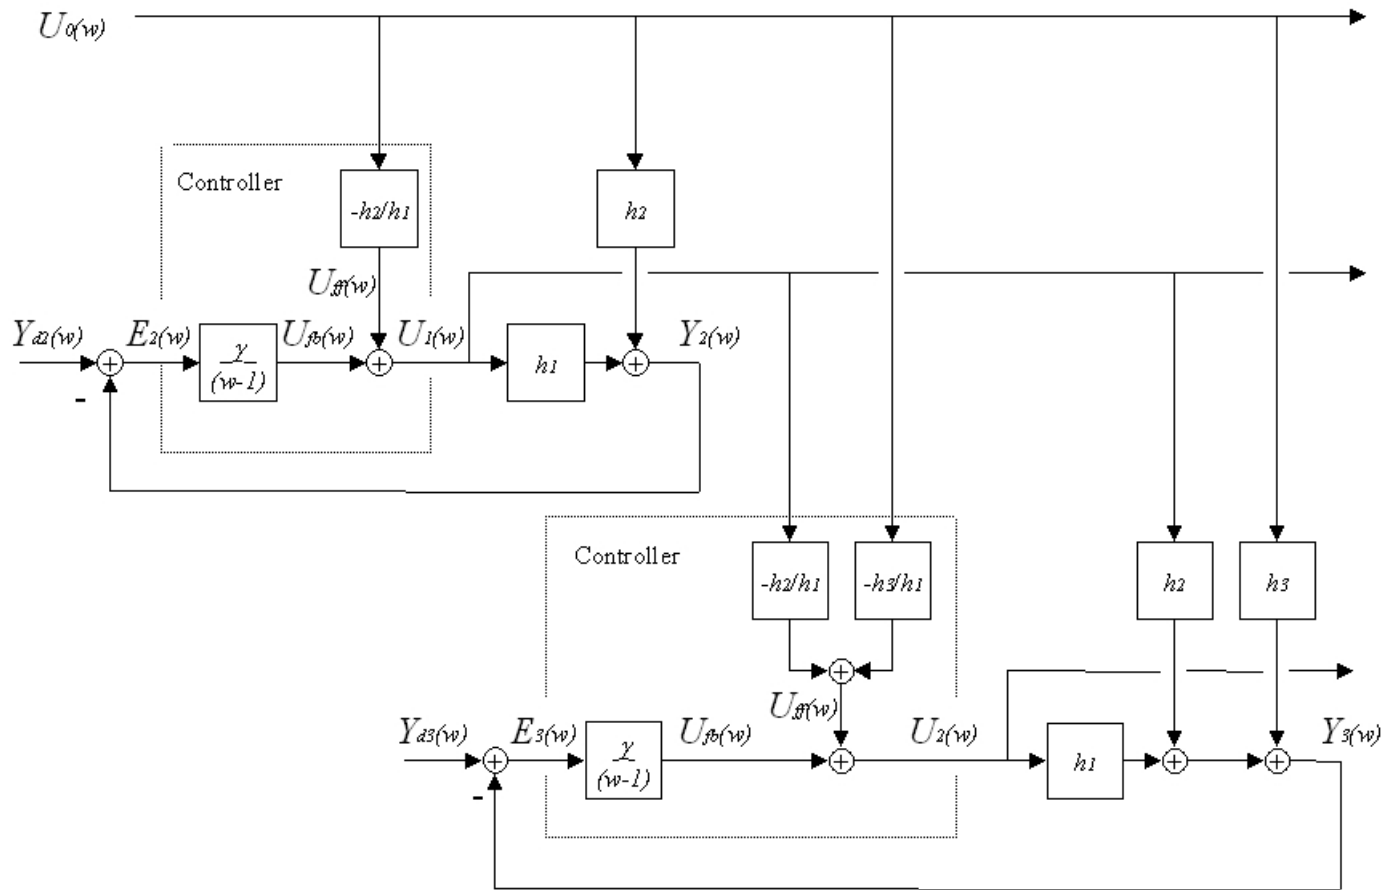 U0(w)
Controller
-h2/h1
h2
Uff(w)
Yd2(w)
E2(w)
γ
(w-1)
Ufb(w)
+
U1(w)
h1
+
Y2(w)
+
-
Controller
-h2/h1
-h3/h1
h2
h3
+
Uff(w)
Yd3(w)
E3(w)
γ
(w-1)
Ufb(w)
U2(w)
h1
Y3(w)
+
+
+
+
-